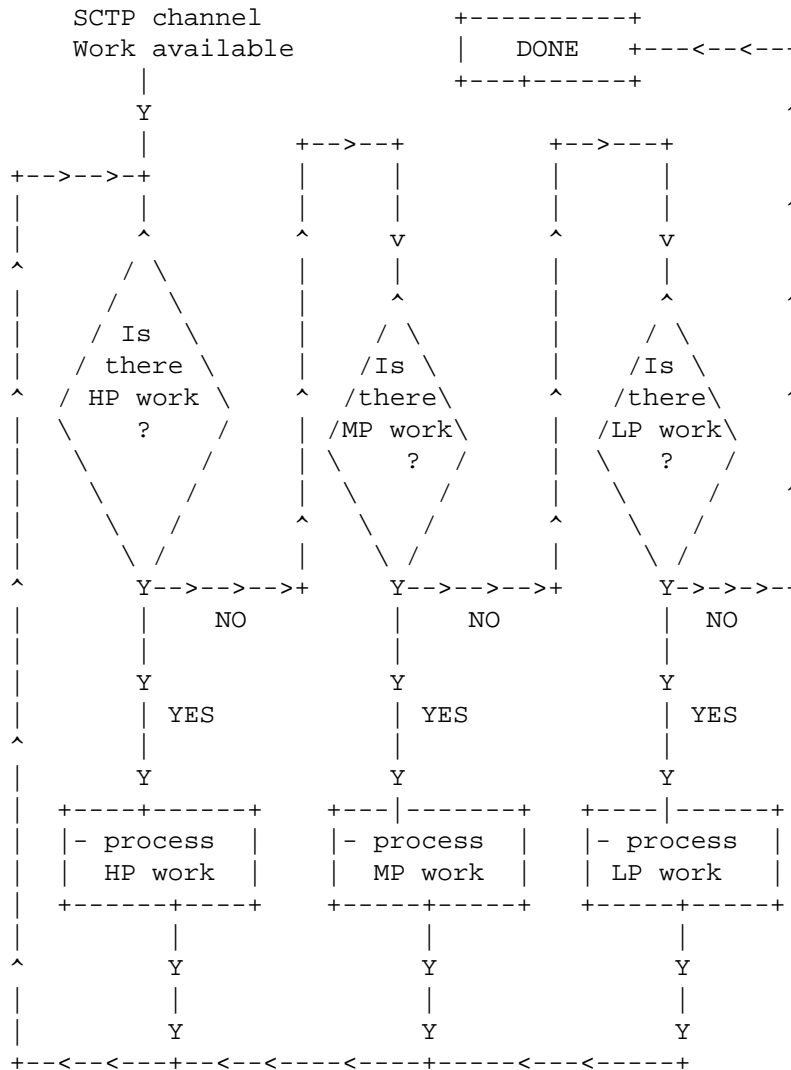 SCTP channel
Work available
DONE
Y
Is
there
HP work
?
Is
there
MP work
?
Is
there
LP work
?
Y
NO
Y
NO
Y
NO
Y
Y
Y
YES
YES
YES
Y
Y
Y
- process
HP work
- process
MP work
- process
LP work
Y
Y
Y
Y
Y
Y